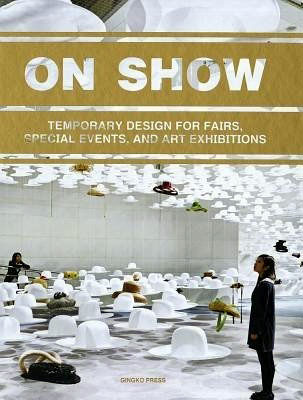 ON SHOW
TEMPORARY DESIGN FOR FAIRS,
SPECIAL EVENTS, AND ART EXHIBITIONS
GINGKO PRESS